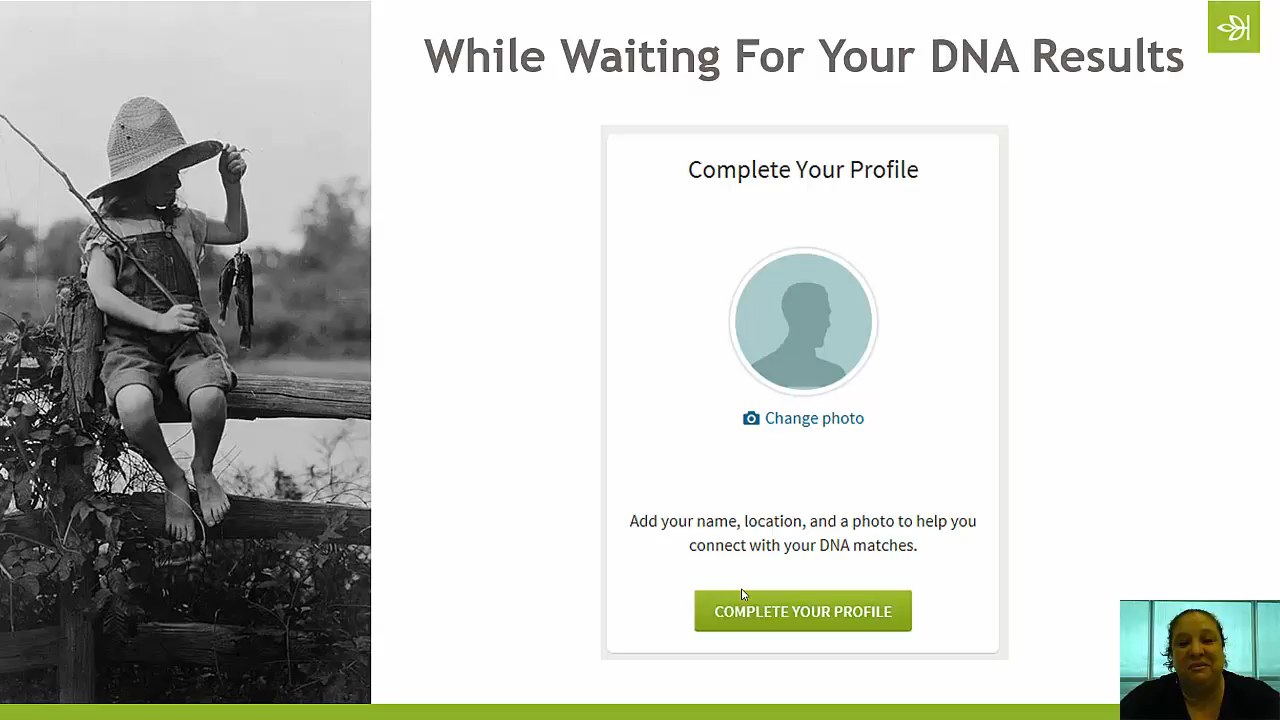 While Waiting For Your DNA Results
Complete Your Profile
Change photo
Add your name, location, and a photo to help you
connect with your DNA matches.
COMPLETE YOUR PROFILE